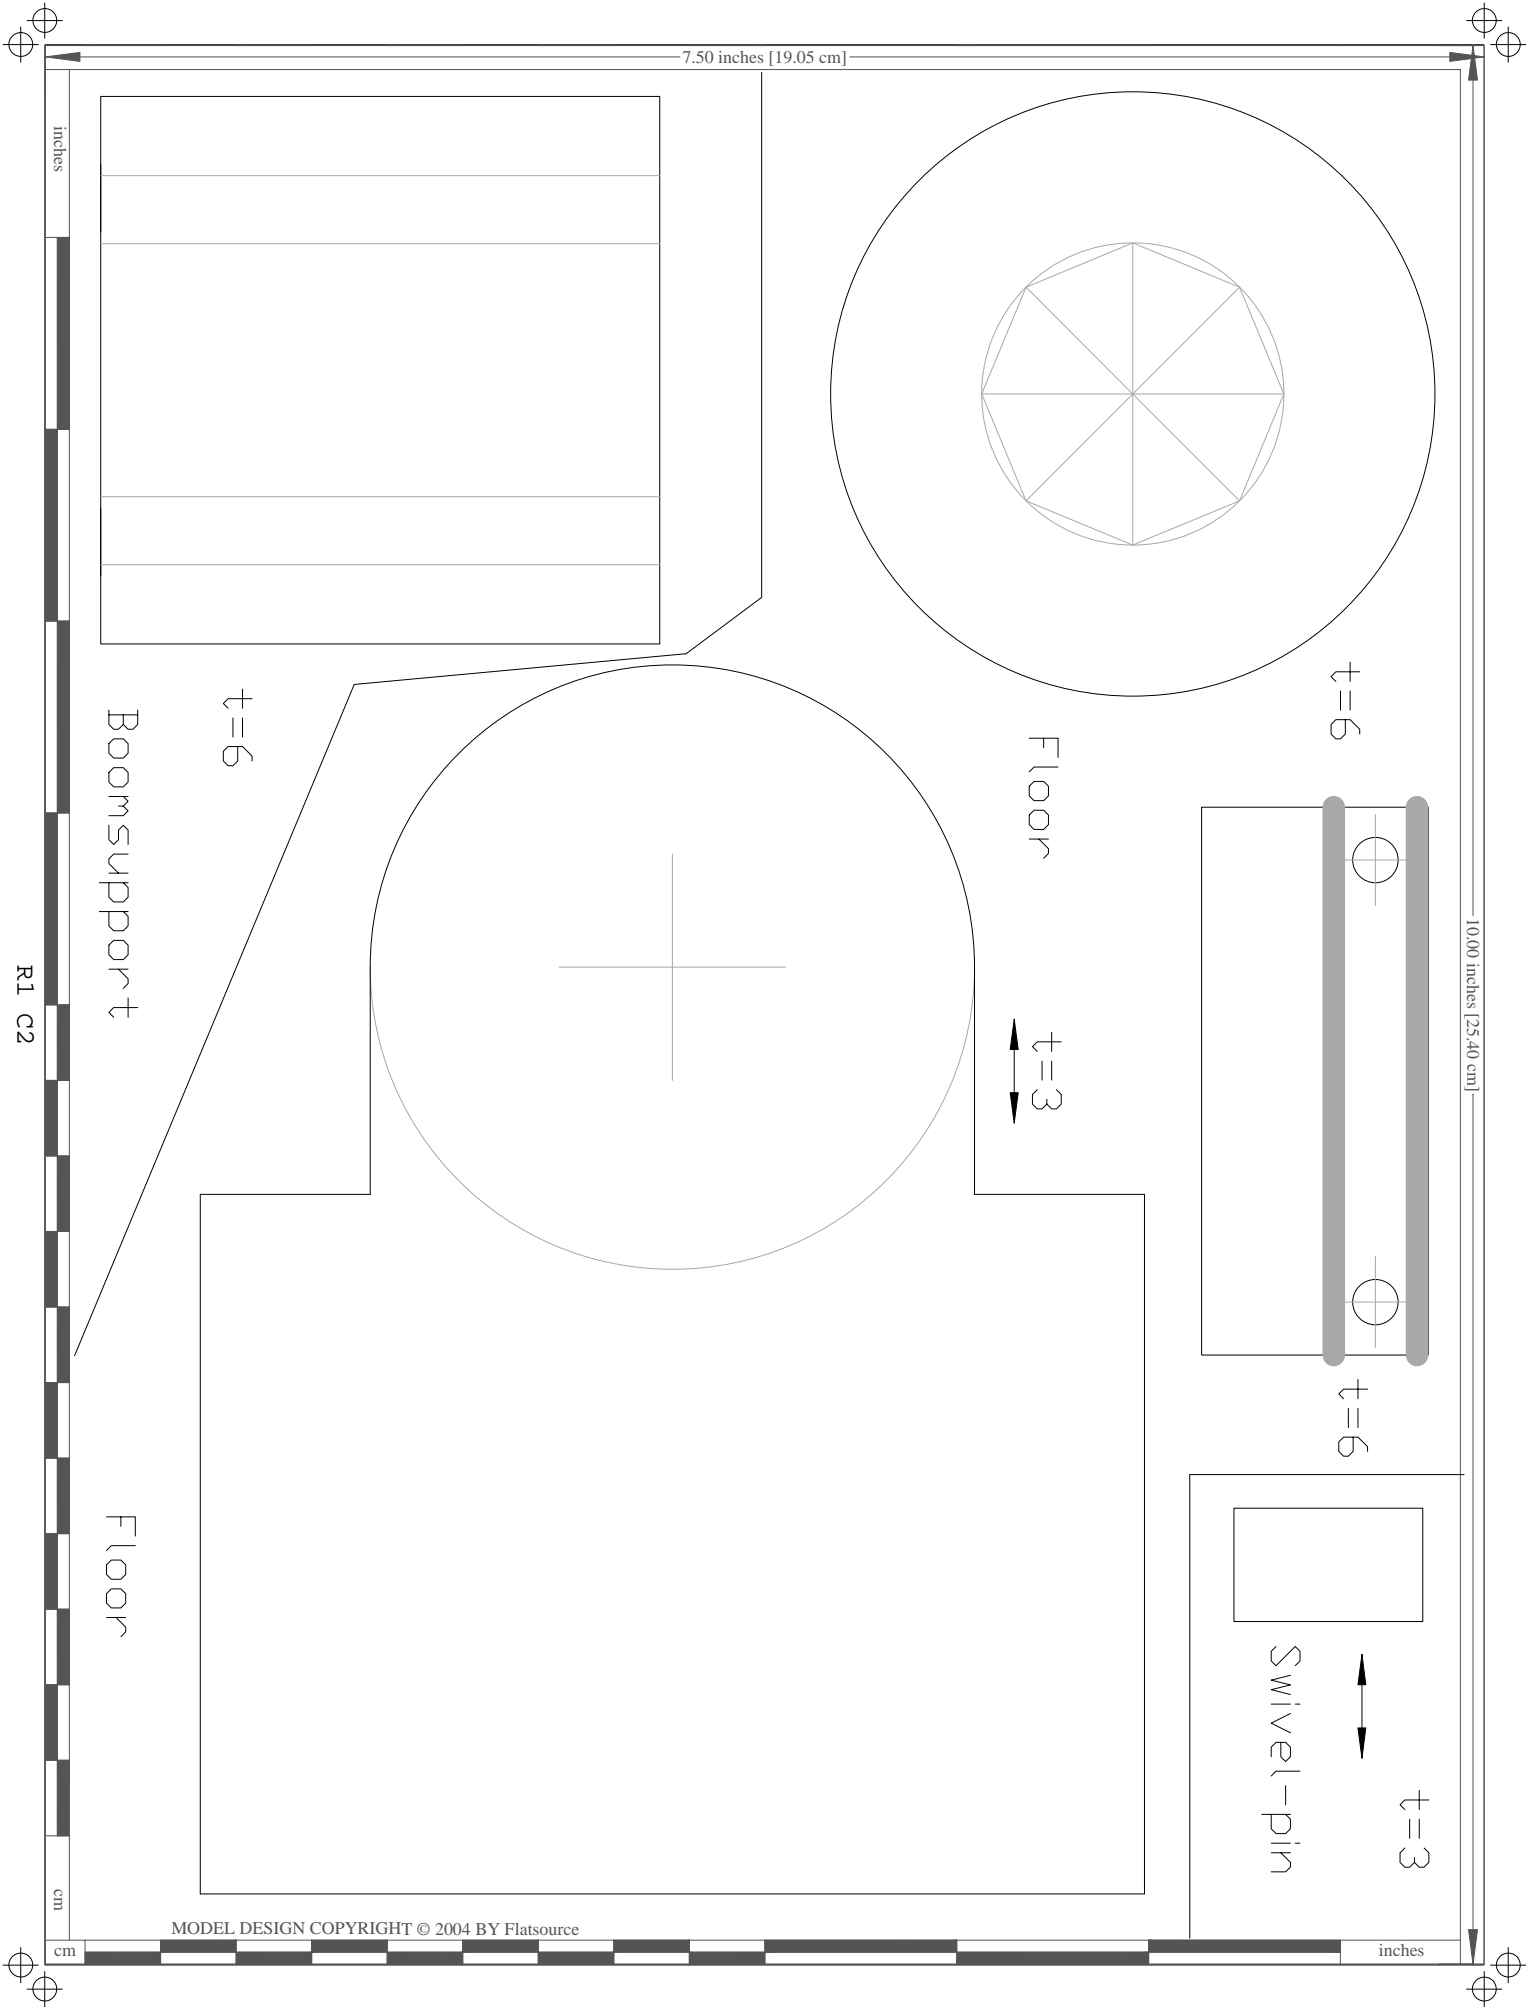 7.50 inches [19.05 cm]
inches
t=6
t=6
Boomsupport
Floor
10.00 inches [25.40 cm]
R1 C2
t=3
t=6
Floor
Swivel-pin
t=3
cm
MODEL DESIGN COPYRIGHT © 2004 BY Flatsource
cm
inches